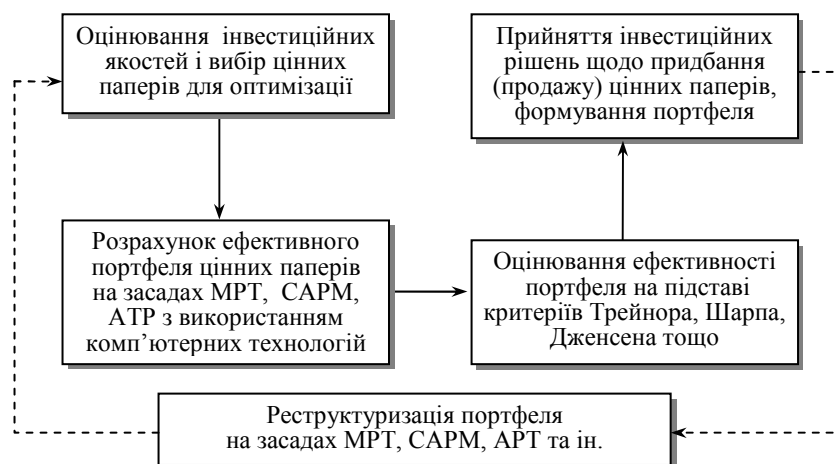 Оцінювання інвестиційних
якостей і вибір цінних
паперів для оптимізації
Прийняття інвестиційних
рішень щодо придбання
(продажу) цінних паперів,
формування портфеля
Розрахунок ефективного
портфеля цінних паперів
на засадах МРТ, САРМ,
АТР з використанням
комп’ютерних технологій
Оцінювання ефективності
портфеля на підставі
критеріїв Трейнора, Шарпа,
Дженсена тощо
Реструктуризація портфеля
на засадах МРТ, САРМ, АРТ та ін.